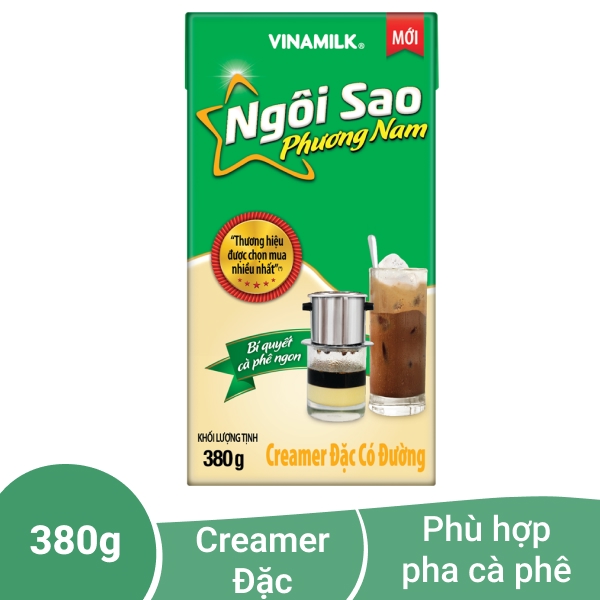 VINAMILK®
MỚI
Ngôi Sao
Phương Nam
"Thương hiệu
được chọn mua
nhiều nhất"(*)
Bí quyết
cà phê ngon
KHỐI LƯỢNG TỊNH
380 g
Creamer Đặc Có Đường
380g
Creamer
Đặc
Phù hợp
pha cà phê